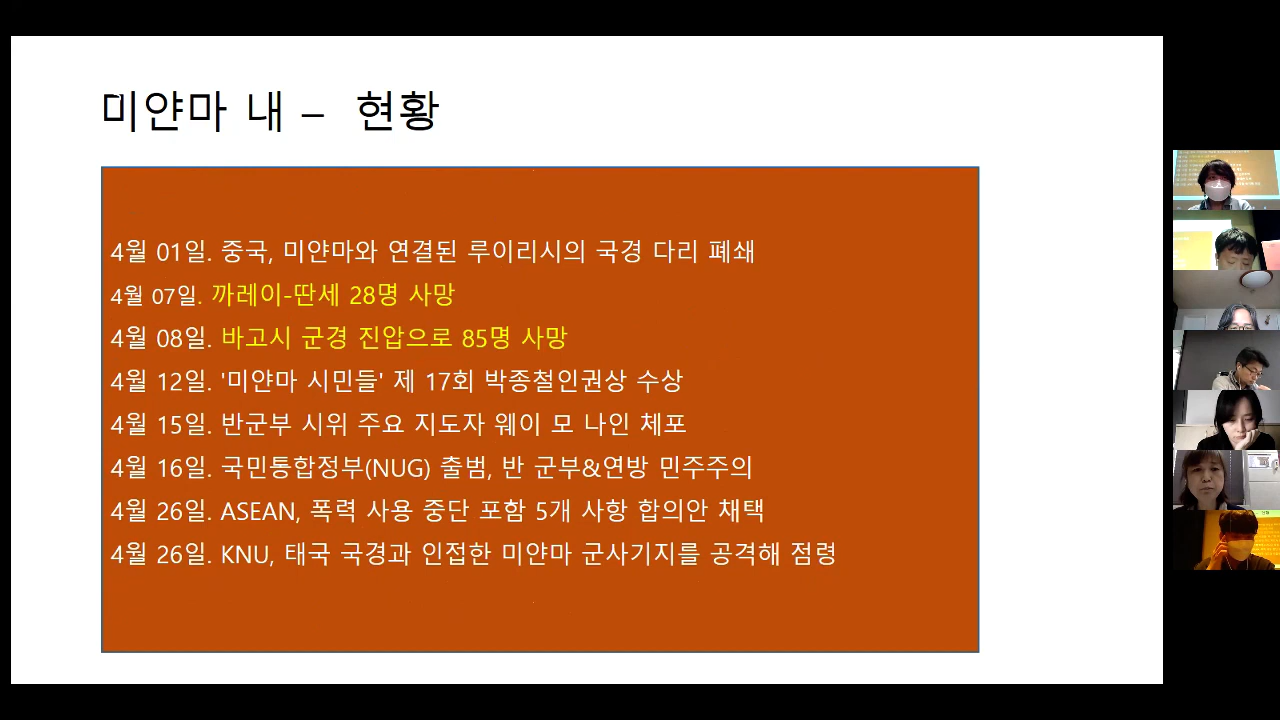 미얀마 내 –  현황
4월 01일. 중국, 미얀마와 연결된 루이리시의 국경 다리 폐쇄
4월 07일. 까레이-딴세 28명 사망
4월 08일. 바고시 군경 진압으로 85명 사망
4월 12일. '미얀마 시민들' 제 17회 박종철인권상 수상
4월 15일. 반군부 시위 주요 지도자 웨이 모 나인 체포
4월 16일. 국민통합정부(NUG) 출범, 반 군부&연방 민주주의
4월 26일. ASEAN, 폭력 사용 중단 포함 5개 사항 합의안 채택
4월 26일. KNU, 태국 국경과 인접한 미얀마 군사기지를 공격해 점령